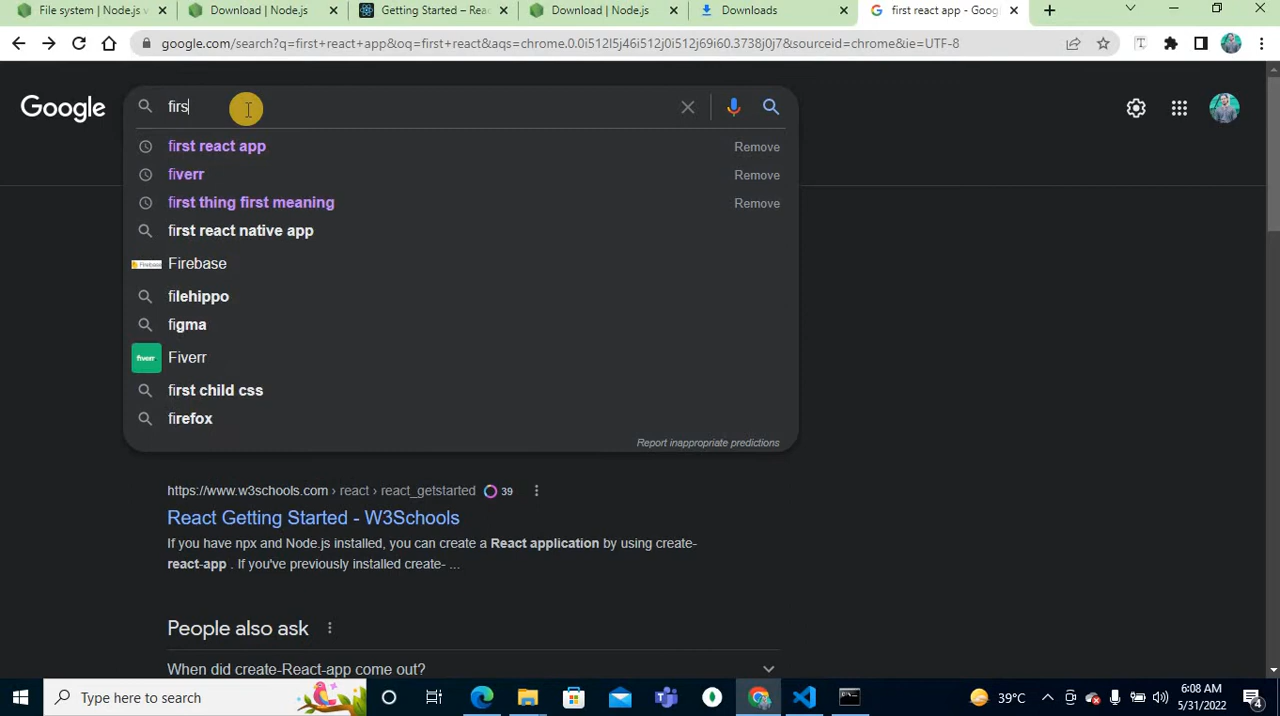 File system | Node.js v
Download | Node.js
Getting Started – Rea
Download | Node.js
Downloads
first react app - Googl
google.com/search?q=first+react+app&oq=first+react&aqs=chrome.0.0i512l5j46i512j0i512j69i60.3738j0j7&sourceid=chrome&ie=UTF-8
Google
firs
first react app
Remove
fiverr
Remove
first thing first meaning
Remove
first react native app
Firebase
Firebase
filehippo
figma
fiverr
Fiverr
first child css
firefox
Report inappropriate predictions
https://www.w3schools.com › react › react_getstarted
39
React Getting Started - W3Schools
If you have npx and Node.js installed, you can create a React application by using create-
react-app . If you've previously installed create- ...
People also ask
When did create-React-app come out?
Type here to search
39°C
6:08 AM
5/31/2022
4